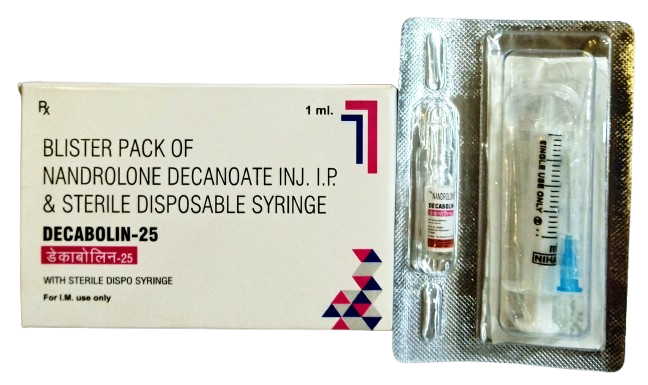 Rx
1 ml.
BLISTER PACK OF
NANDROLONE DECANOATE INJ. I.P.
& STERILE DISPOSABLE SYRINGE
DECABOLIN-25
डेकाबोलिन-25
WITH STERILE DISPO SYRINGE
For I.M. use only
NANDROLONE
DECABOLIN
SINGLE USE ONLY